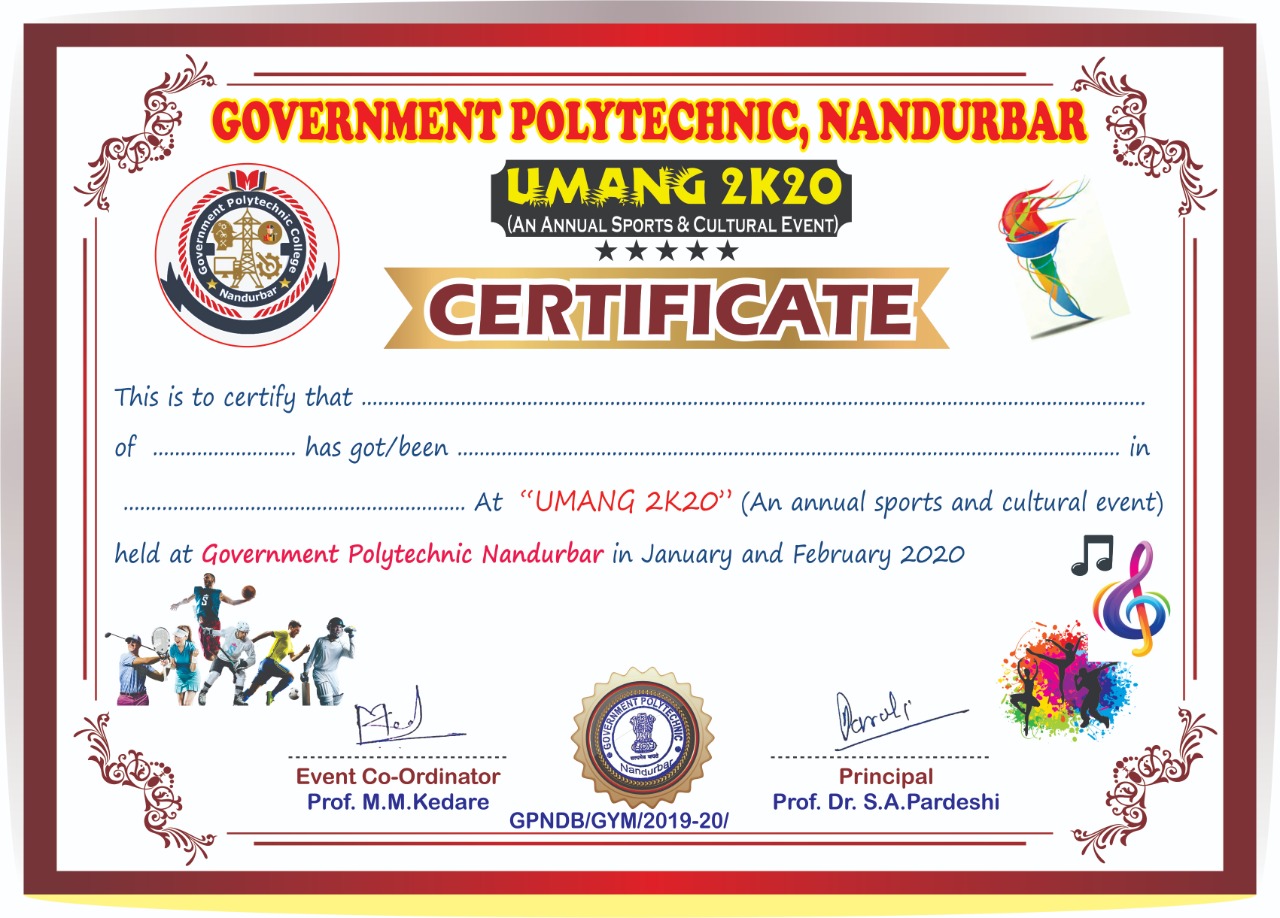 GOVERNMENT POLYTECHNIC, NANDURBAR
UMANG 2K20
(AN ANNUAL SPORTS & CULTURAL EVENT)
Government Polytechnic College
Nandurbar
CERTIFICATE
This is to certify that ........................................................................
of .......................... has got/been ........................................................................ in
.............................................................. At “UMANG 2K20” (An annual sports and cultural event)
held at Government Polytechnic Nandurbar in January and February 2020
GOVERNMENT POLYTECHNIC
सत्यमेव जयते
Nandurbar
Event Co-Ordinator
Prof. M.M.Kedare
Principal
Prof. Dr. S.A.Pardeshi
GPNDB/GYM/2019-20/